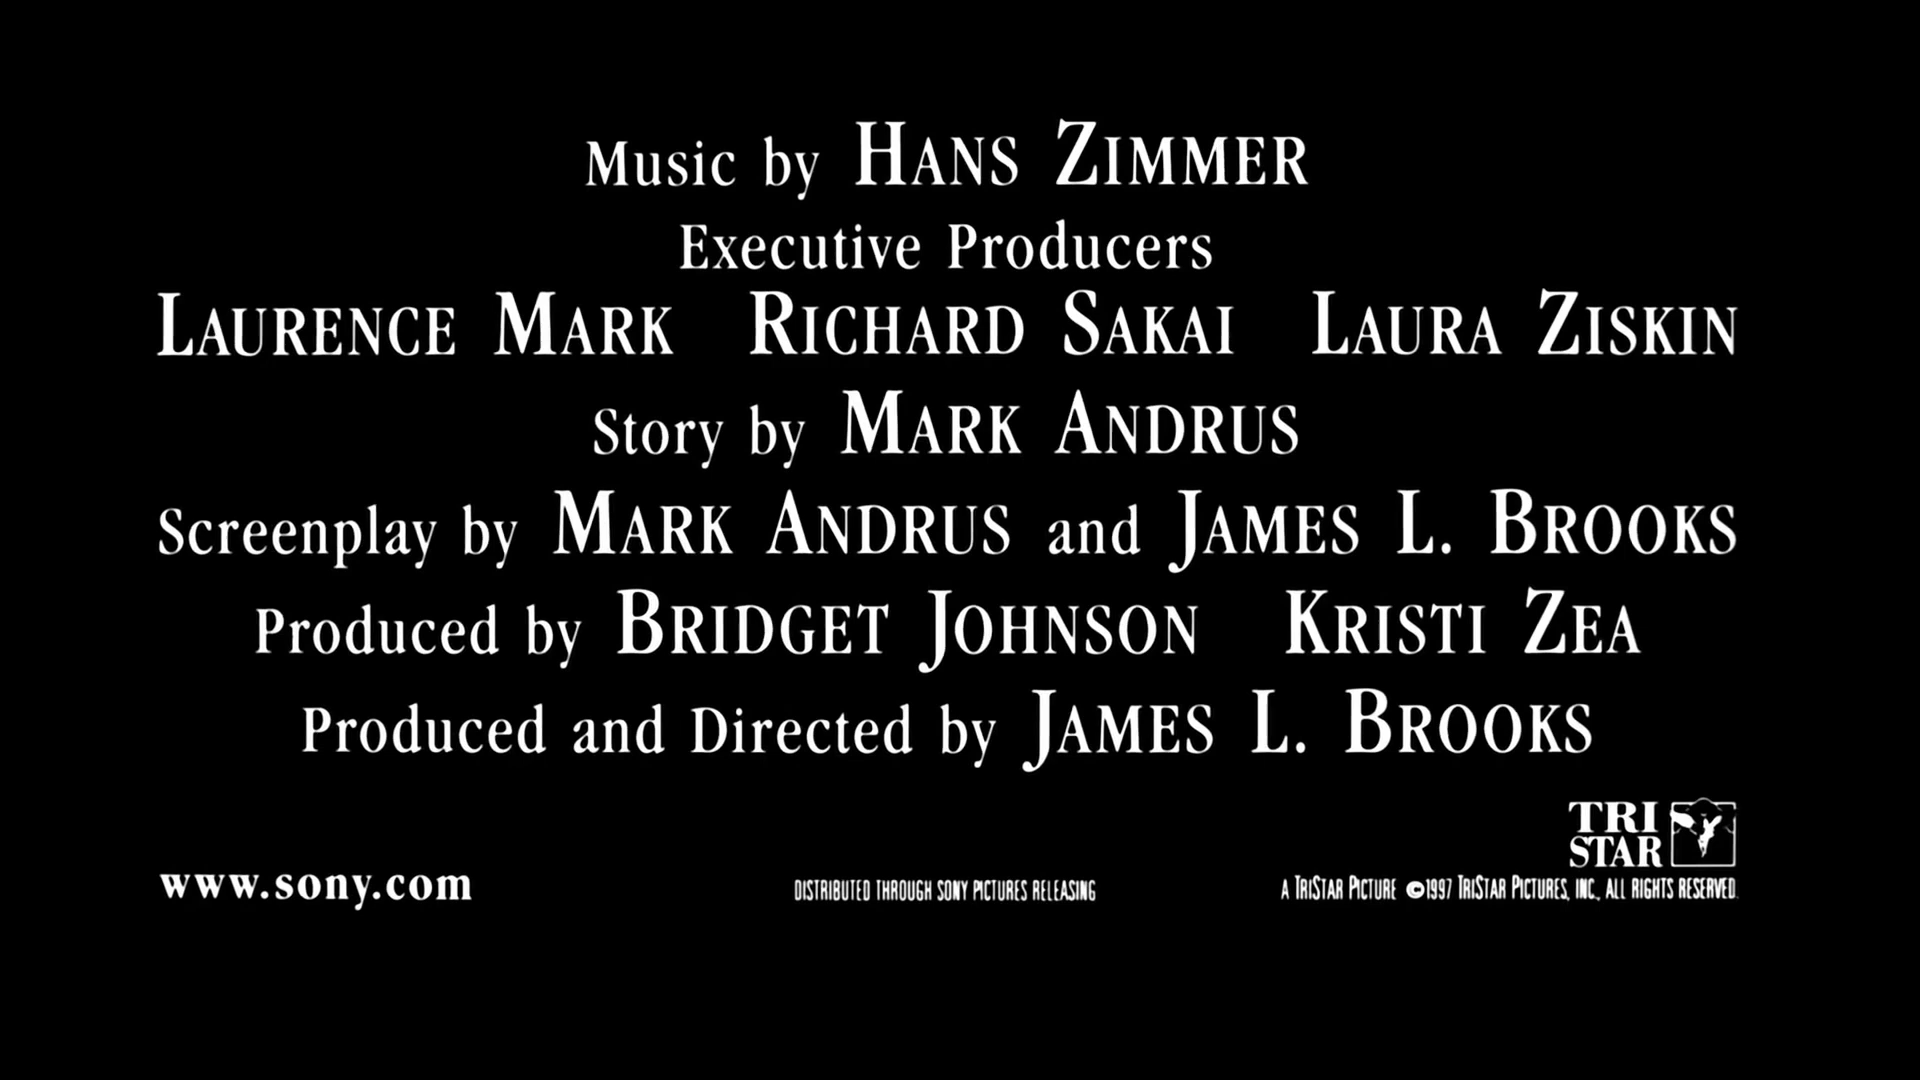 Music by HANS ZIMMER
Executive Producers
LAURENCE MARK RICHARD SAKAI LAURA ZISKIN
Story by MARK ANDRUS
Screenplay by MARK ANDRUS and JAMES L. BROOKS
Produced by BRIDGET JOHNSON KRISTI ZEA
Produced and Directed by JAMES L. BROOKS
TRI
STAR
www.sony.com DISTRIBUTED THROUGH SONY PICTURES RELEASING A TRISTAR PICTURE ©1997 TRISTAR PICTURES, INC., ALL RIGHTS RESERVED.